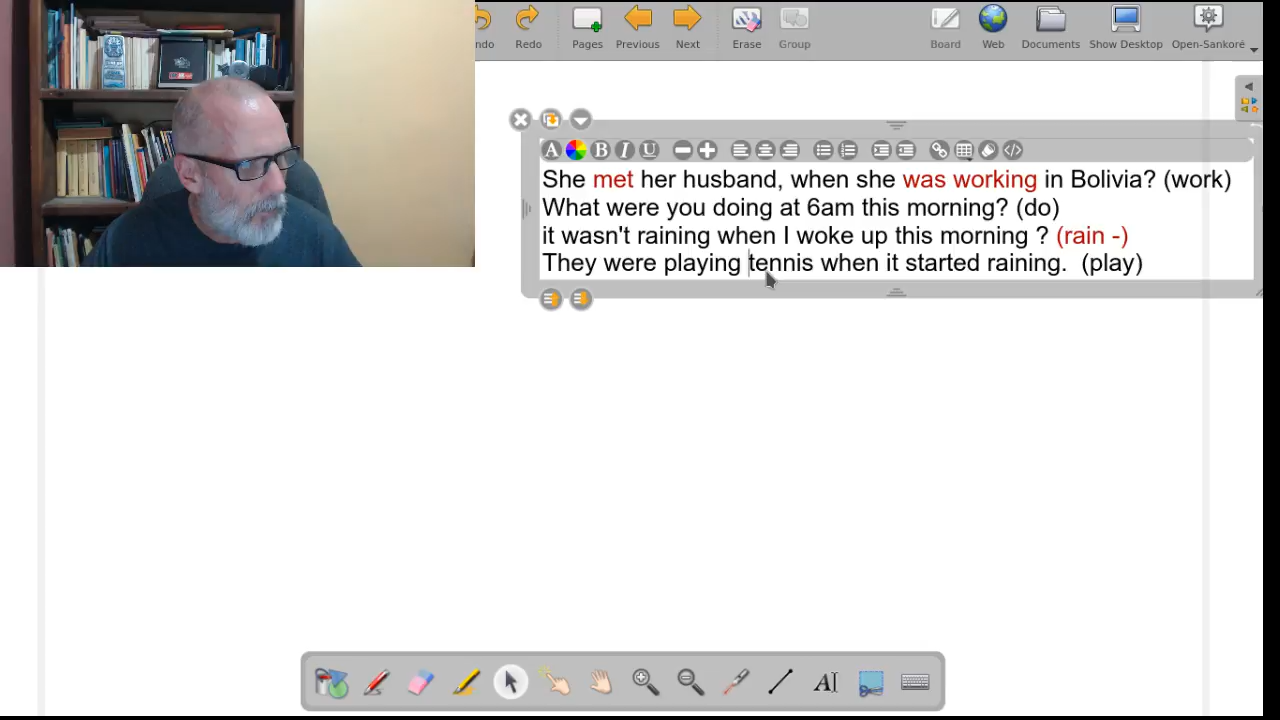 ndo Redo Pages Previous Next Erase Group Board Web Documents Show Desktop Open-Sankoré
She met her husband, when she was working in Bolivia? (work)
What were you doing at 6am this morning? (do)
it wasn't raining when I woke up this morning ? (rain -)
They were playing tennis when it started raining. (play)